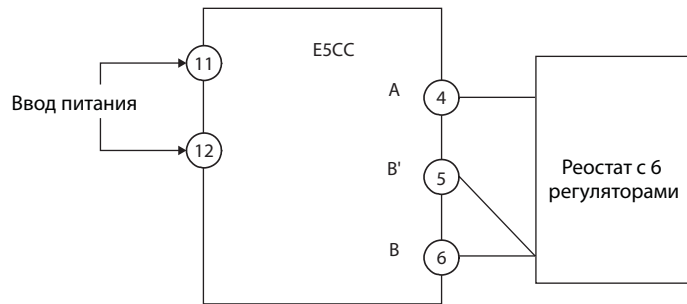 E5CC
11
Ввод питания
12
A
4
B'
5
B
6
Реостат с 6
регуляторами